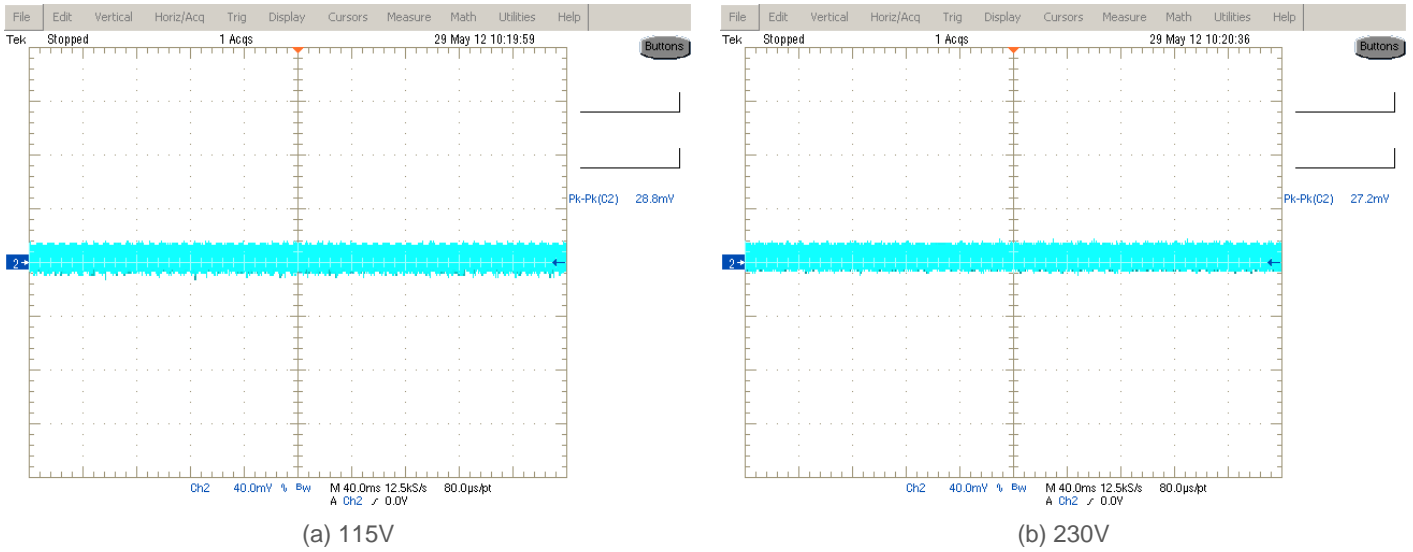 File Edit Vertical Horiz/Acq Trig Display Cursors Measure Math Utilities Help
Tek Stopped 1 Acqs 29 May 12 10:19:59
Buttons
Pk-Pk(C2) 28.8mV
2
Ch2 40.0mV ∿ Bw M 40.0ms 12.5kS/s 80.0µs/pt
A Ch2 ∕ 0.0V
(a) 115V
File Edit Vertical Horiz/Acq Trig Display Cursors Measure Math Utilities Help
Tek Stopped 1 Acqs 29 May 12 10:20:36
Buttons
Pk-Pk(C2) 27.2mV
2
Ch2 40.0mV ∿ Bw M 40.0ms 12.5kS/s 80.0µs/pt
A Ch2 ∕ 0.0V
(b) 230V